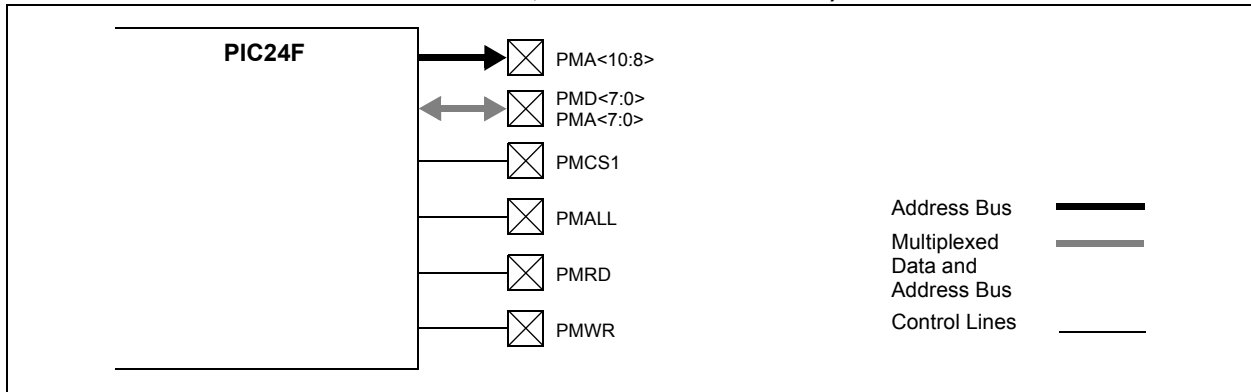 PIC24F
PMA<10:8>
PMD<7:0>
PMA<7:0>
PMCS1
PMALL
PMRD
PMWR
Address Bus
Multiplexed
Data and
Address Bus
Control Lines